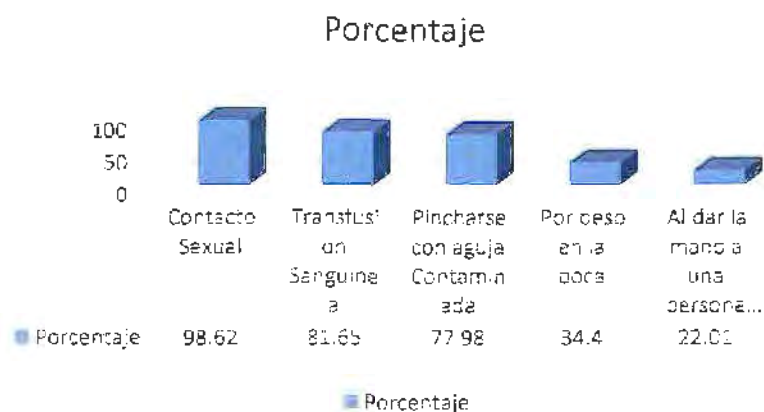 Porcentaje
100
50
0
Contacto Transfusi Pincharse Por beso Al dar la
Sexual on con aguja en la mano a
Sanguine Contamin boca una
a ada persona...
Porcentaje 98.62 81.65 77.98 34.4 22.01
Porcentaje